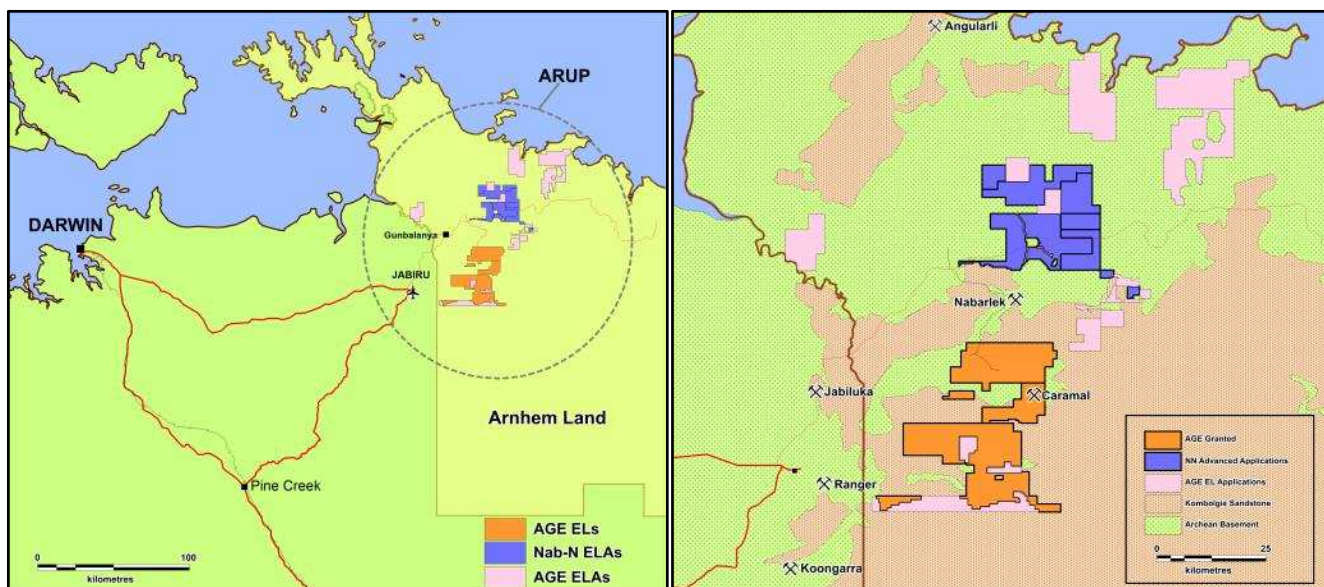 ARUP
DARWIN
Gunbalanya
JABIRU
Arnhem Land
Pine Creek
AGE ELs
Nab-N ELAs
AGE ELAs
0 100
kilometres
Angularli
Nabarlek
Jabiluka
Caramal
Ranger
Koongarra
AGE Granted
NN Advanced Applications
AGE EL Applications
Kombolgie Sandstone
Archean Basement
0 25
kilometres